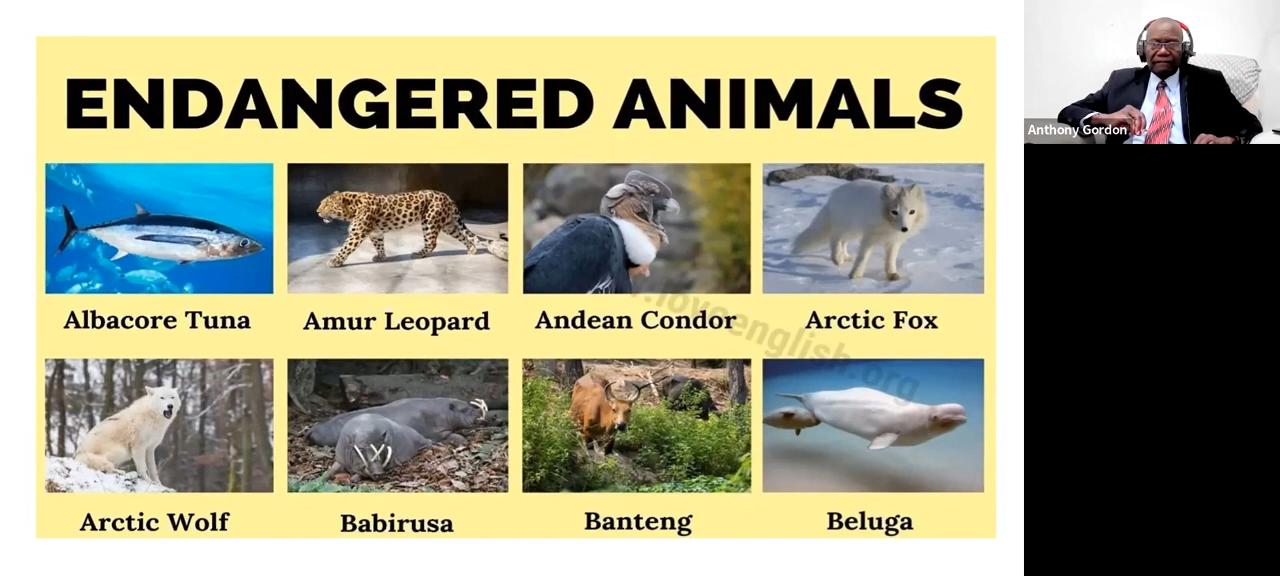 ENDANGERED ANIMALS
Albacore Tuna
Amur Leopard
Andean Condor
Arctic Fox
Arctic Wolf
Babirusa
Banteng
Beluga
Anthony Gordon